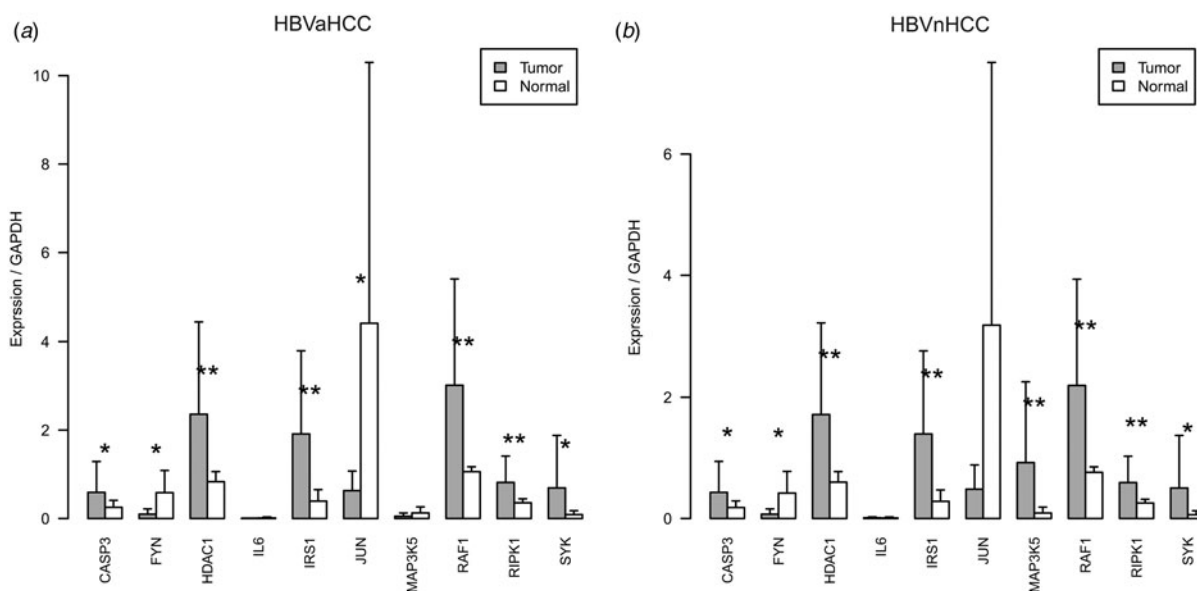 (a)
HBVaHCC
Tumor
Normal
Exprssion / GAPDH
10
8
6
4
2
0
*
*
**
**
*
**
**
*
CASP3
FYN
HDAC1
IL6
IRS1
JUN
MAP3K5
RAF1
RIPK1
SYK
(b)
HBVnHCC
Tumor
Normal
Exprssion / GAPDH
6
4
2
0
*
*
**
**
**
**
**
*
CASP3
FYN
HDAC1
IL6
IRS1
JUN
MAP3K5
RAF1
RIPK1
SYK